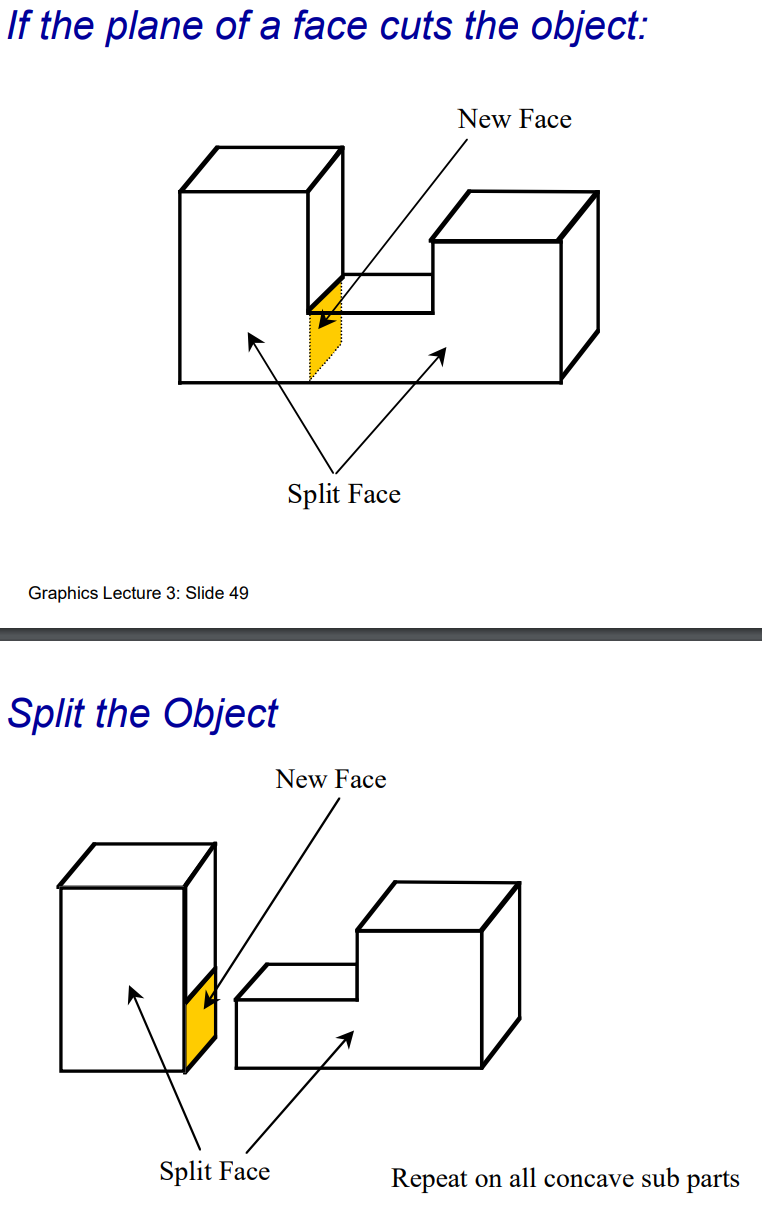 If the plane of a face cuts the object:
New Face
Split Face
Graphics Lecture 3: Slide 49
Split the Object
New Face
Split Face
Repeat on all concave sub parts